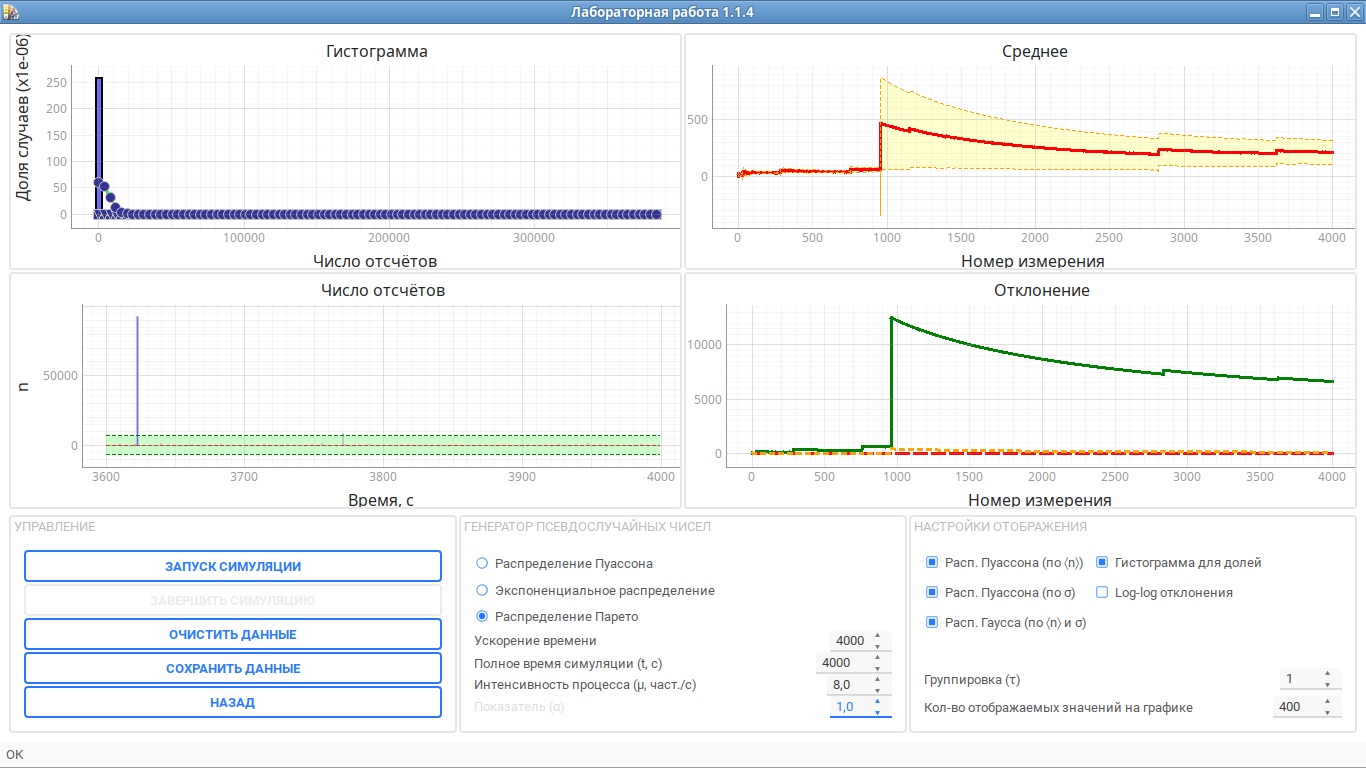 Лабораторная работа 1.1.4
Гистограмма
Доля случаев (x1e-06)
250
200
150
100
50
0
0 100000 200000 300000
Число отсчётов
Среднее
500
0
0 500 1000 1500 2000 2500 3000 3500 4000
Номер измерения
Число отсчётов
n
50000
0
3600 3700 3800 3900 4000
Время, с
Отклонение
10000
5000
0
0 500 1000 1500 2000 2500 3000 3500 4000
Номер измерения
УПРАВЛЕНИЕ
ЗАПУСК СИМУЛЯЦИИ
ЗАВЕРШИТЬ СИМУЛЯЦИЮ
ОЧИСТИТЬ ДАННЫЕ
СОХРАНИТЬ ДАННЫЕ
НАЗАД
ГЕНЕРАТОР ПСЕВДОСЛУЧАЙНЫХ ЧИСЕЛ
Распределение Пуассона
Экспоненциальное распределение
Распределение Парето
Ускорение времени 4000
Полное время симуляции (t, с) 4000
Интенсивность процесса (μ, част./с) 8,0
Показатель (α) 1,0
НАСТРОЙКИ ОТОБРАЖЕНИЯ
Расп. Пуассона (по ⟨n⟩) Гистограмма для долей
Расп. Пуассона (по σ) Log-log отклонения
Расп. Гаусса (по ⟨n⟩ и σ)
Группировка (τ) 1
Кол-во отображаемых значений на графике 400
ОК